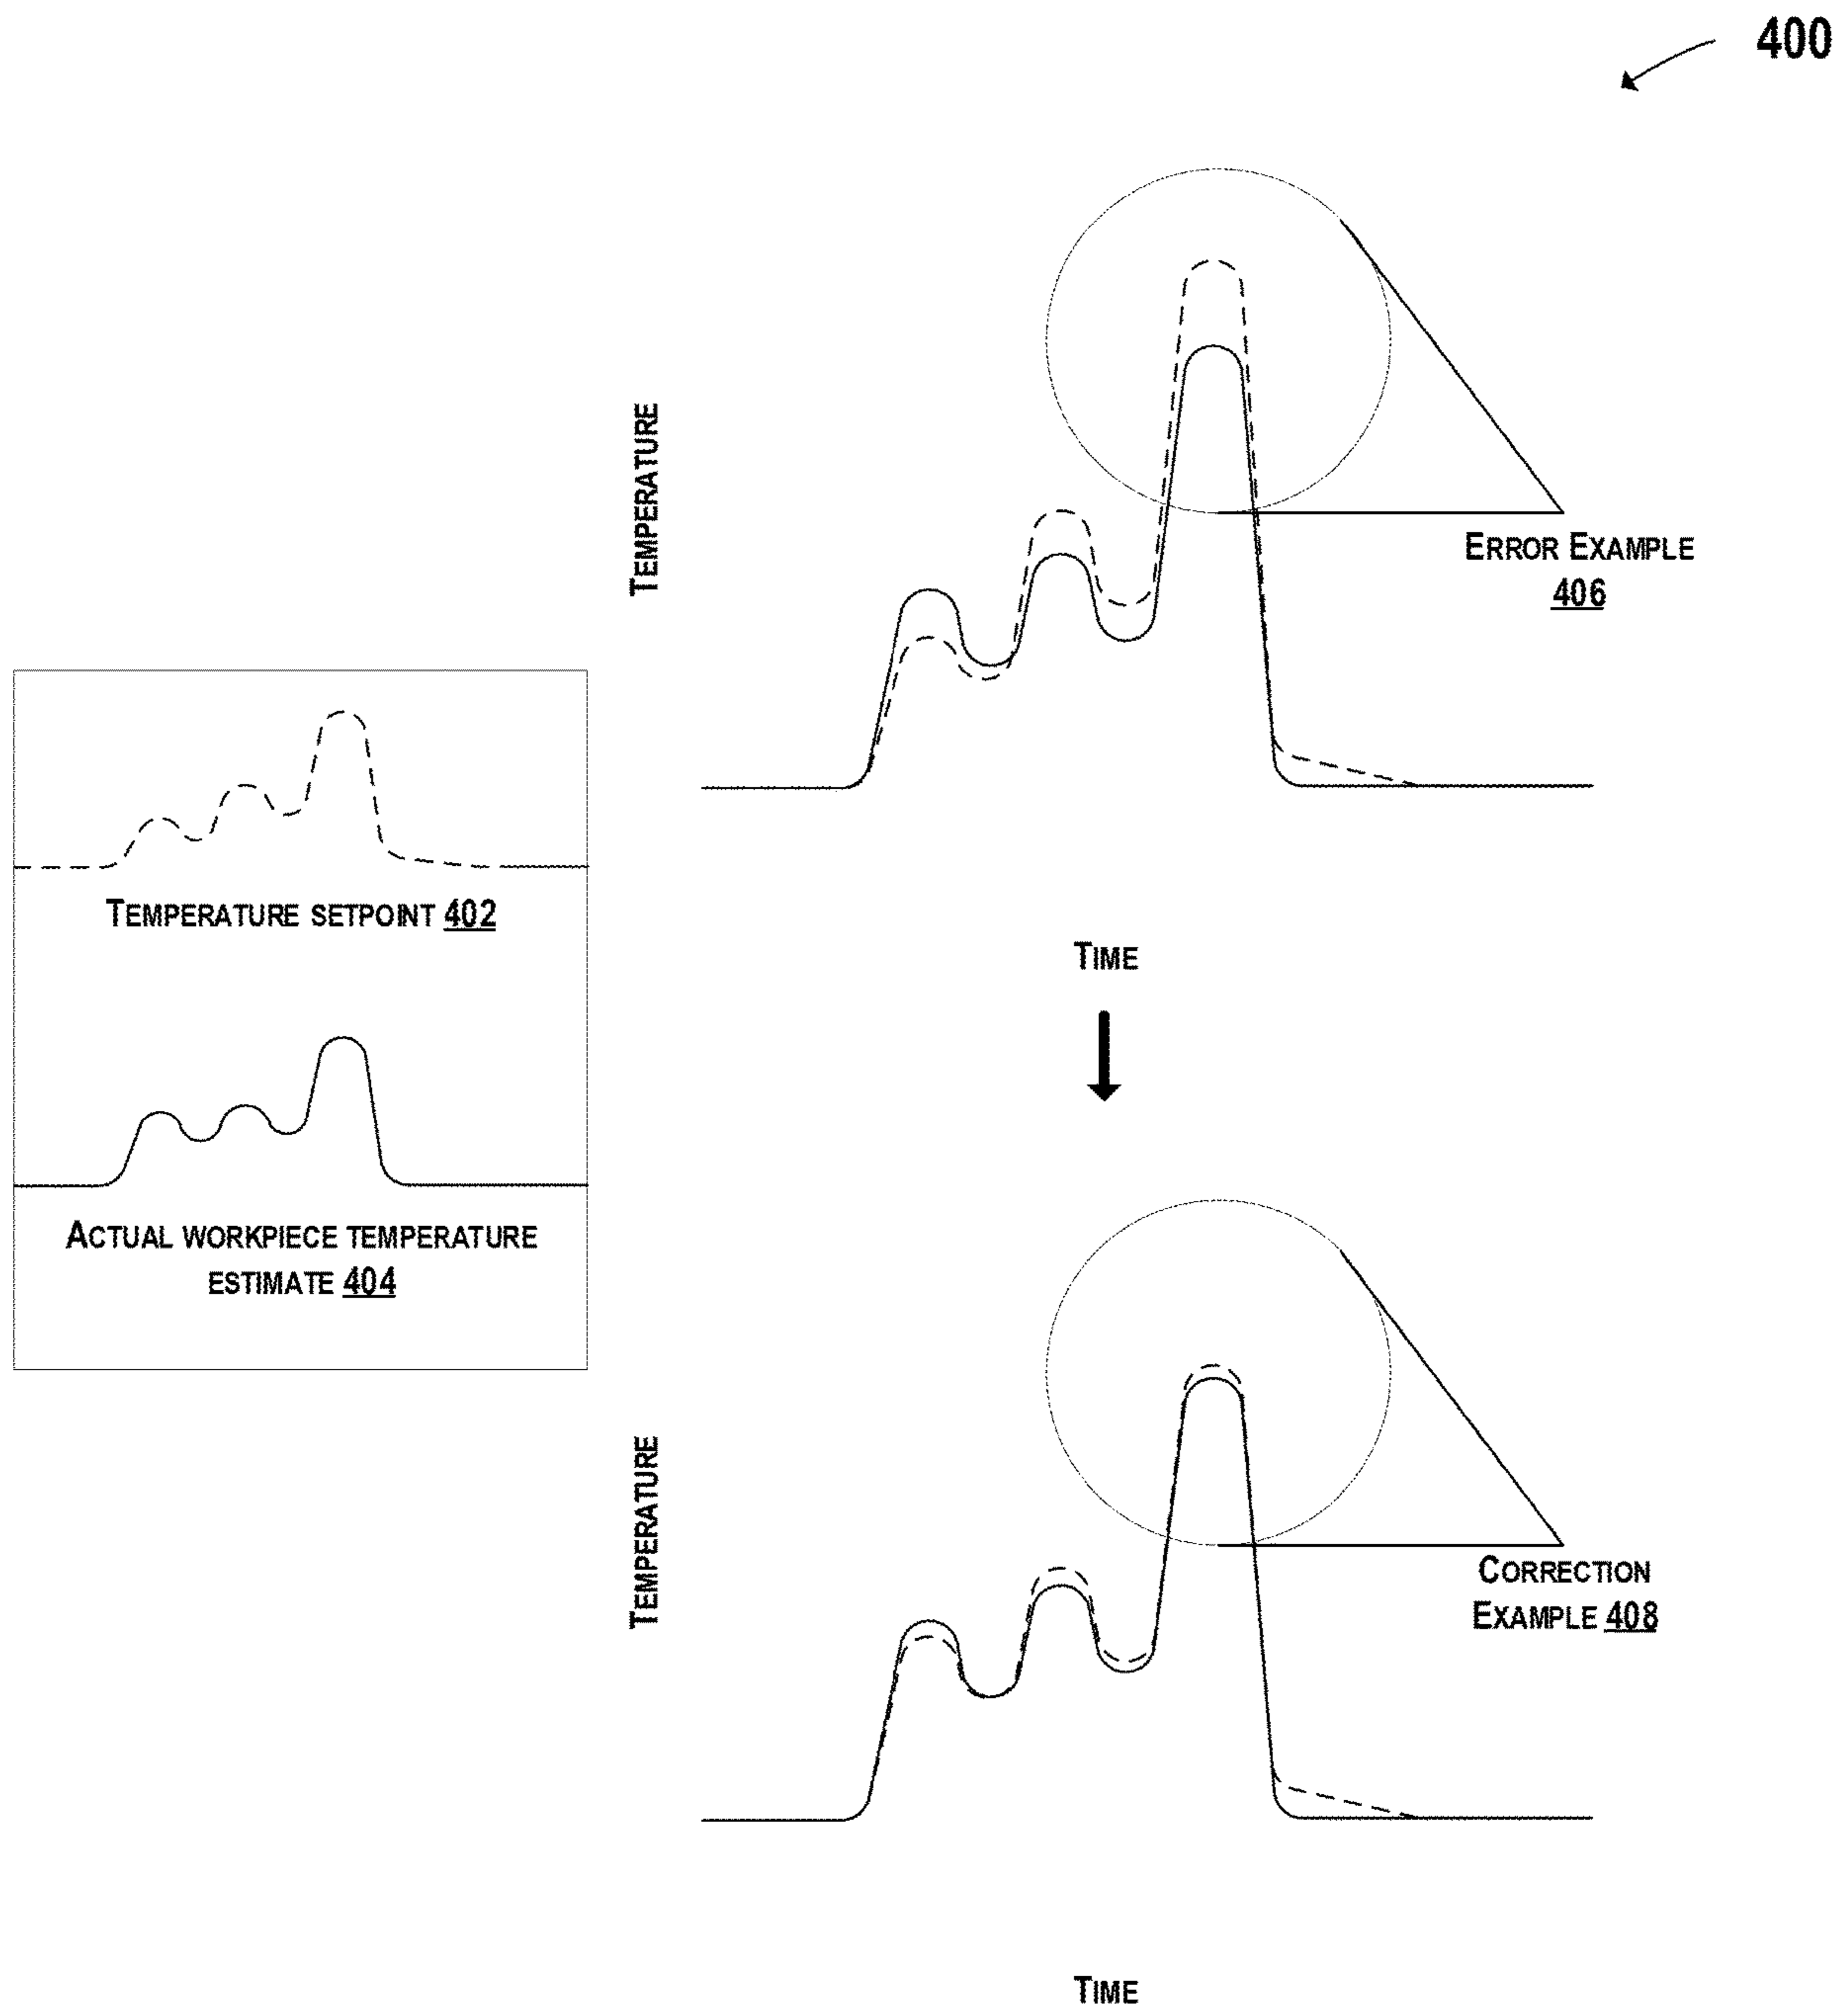 400
TEMPERATURE
ERROR EXAMPLE
406
TEMPERATURE SETPOINT 402
TIME
ACTUAL WORKPIECE TEMPERATURE
ESTIMATE 404
TEMPERATURE
CORRECTION
EXAMPLE 408
TIME